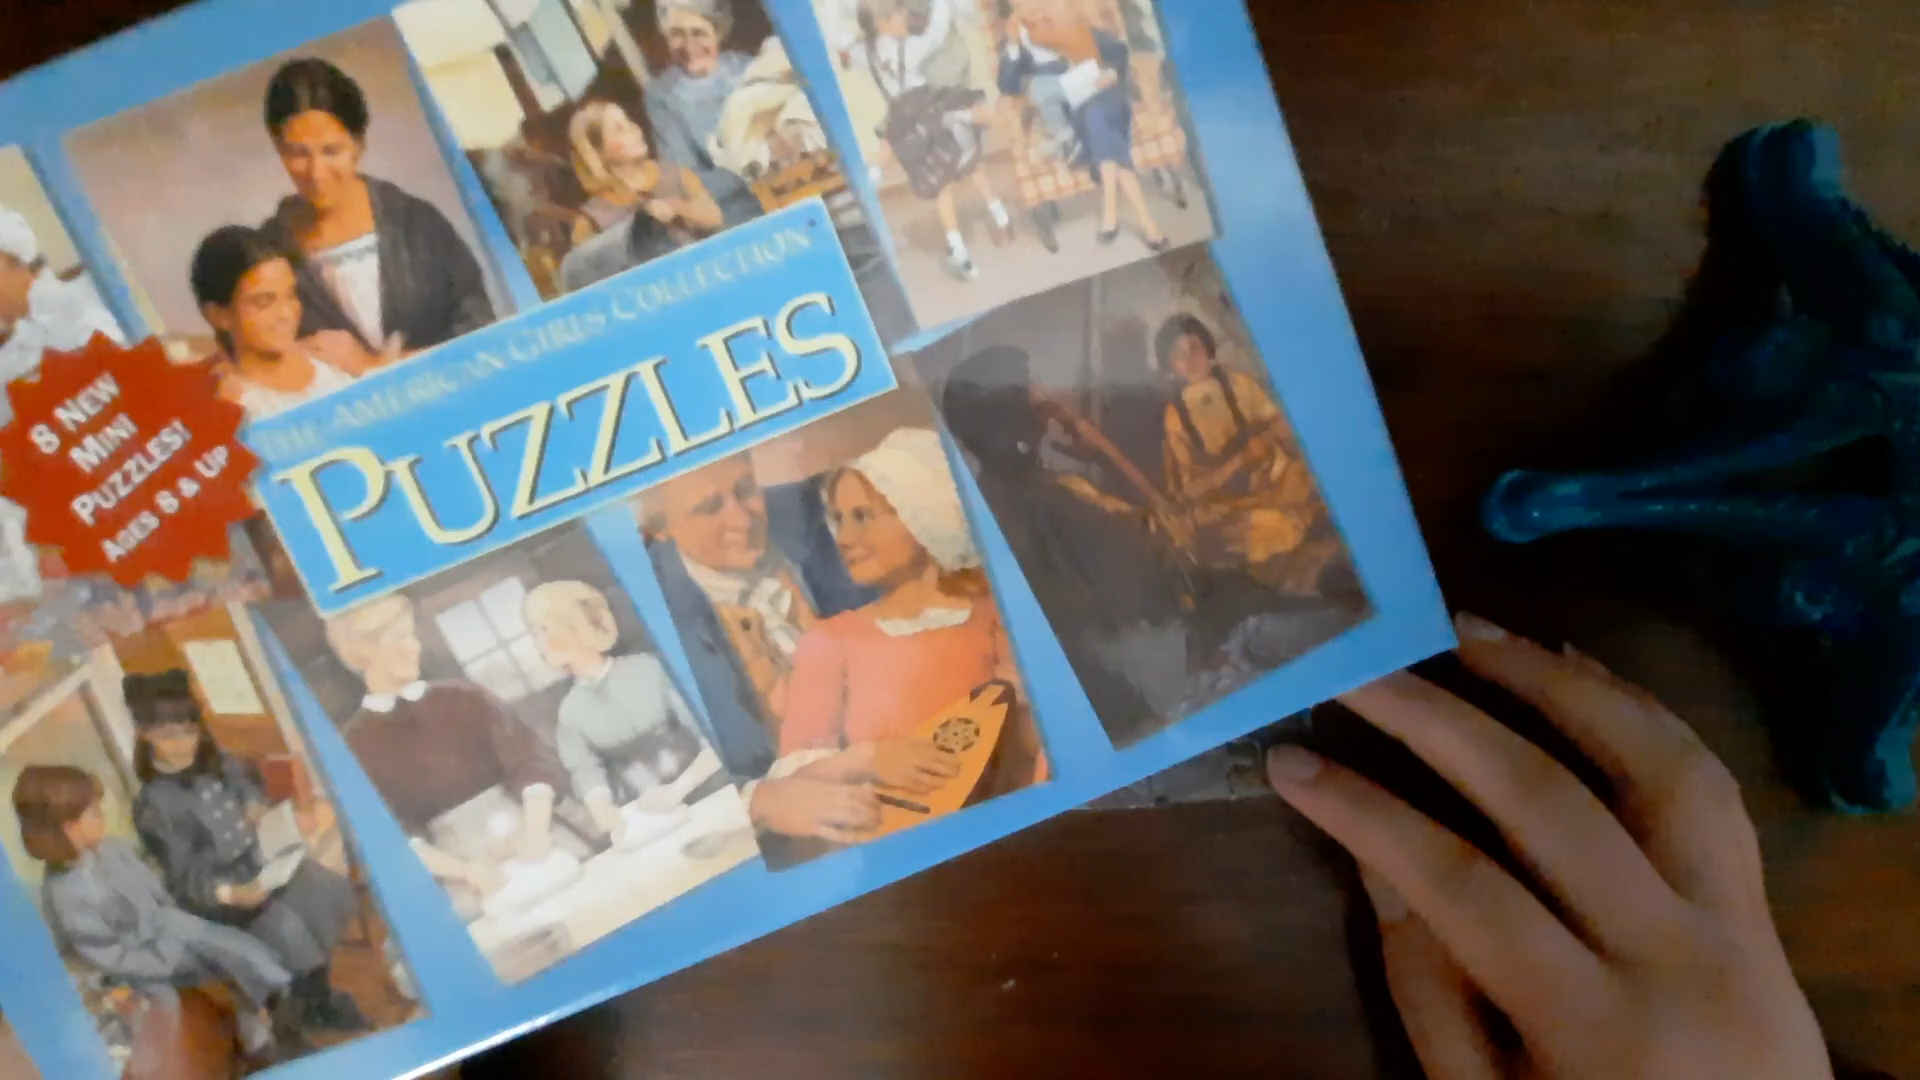 THE AMERICAN GIRLS COLLECTION®
PUZZLES
8 NEW
MINI
PUZZLES!
AGES 8 & UP